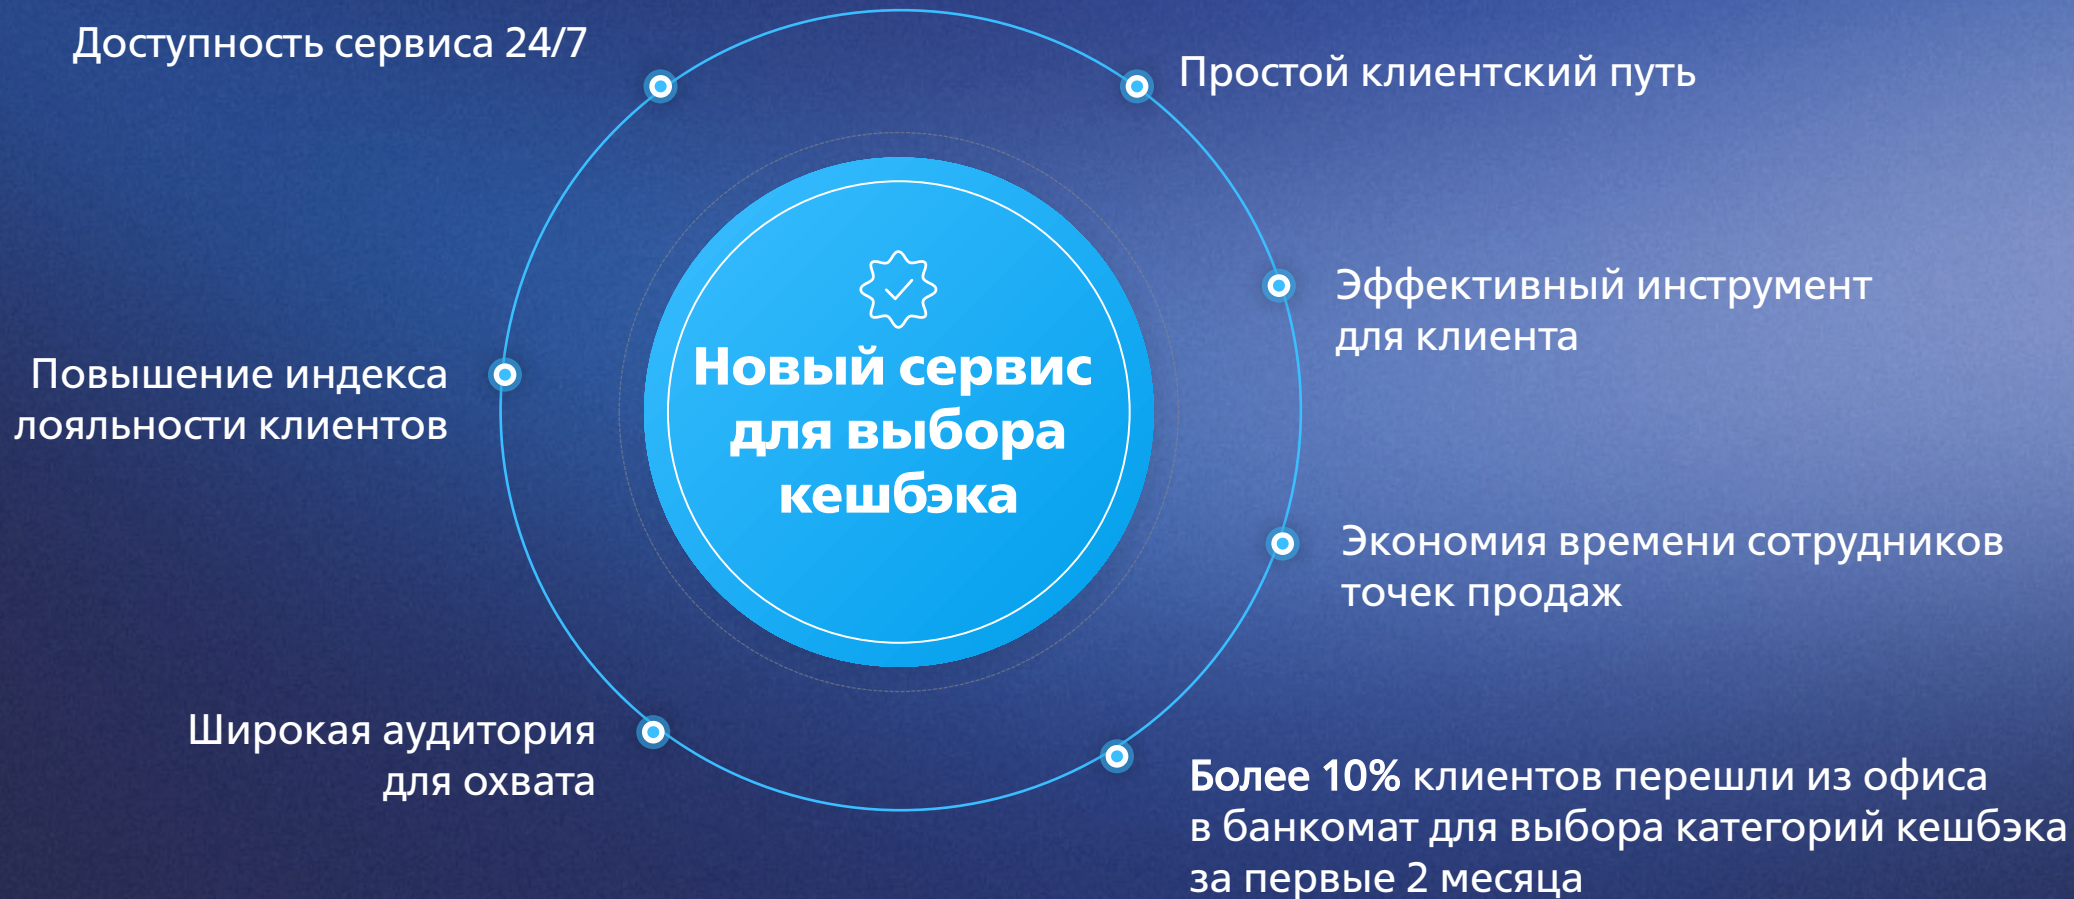 Доступность сервиса 24/7
Простой клиентский путь
Эффективный инструмент
для клиента
Новый сервис
для выбора
кешбэка
Повышение индекса
лояльности клиентов
Экономия времени сотрудников
точек продаж
Широкая аудитория
для охвата
Более 10% клиентов перешли из офиса
в банкомат для выбора категорий кешбэка
за первые 2 месяца